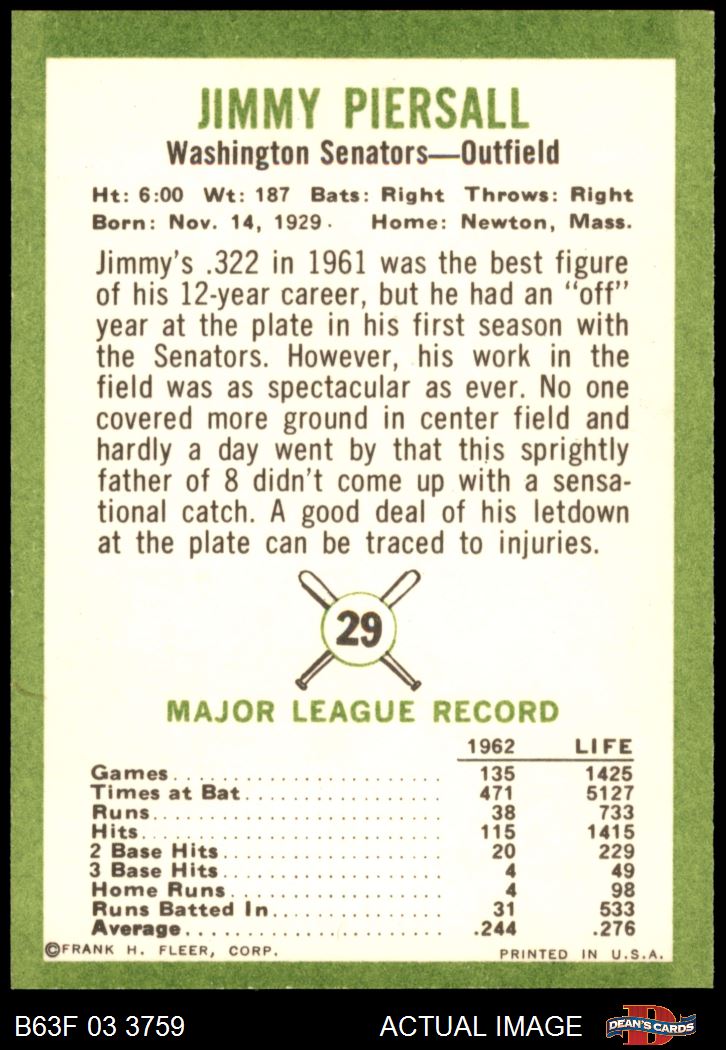 JIMMY PIERSALL
Washington Senators—Outfield
Ht: 6:00 Wt: 187 Bats: Right Throws: Right
Born: Nov. 14, 1929. Home: Newton, Mass.
Jimmy's .322 in 1961 was the best figure
of his 12-year career, but he had an "off"
year at the plate in his first season with
the Senators. However, his work in the
field was as spectacular as ever. No one
covered more ground in center field and
hardly a day went by that this sprightly
father of 8 didn't come up with a sensa-
tional catch. A good deal of his letdown
at the plate can be traced to injuries.
29
MAJOR LEAGUE RECORD
1962 LIFE
Games 135 1425
Times at Bat 471 5127
Runs 38 733
Hits 115 1415
2 Base Hits 20 229
3 Base Hits 4 49
Home Runs 4 98
Runs Batted In 31 533
Average .244 .276
©FRANK H. FLEER, CORP. PRINTED IN U.S.A.
B63F 03 3759 ACTUAL IMAGE D DEAN'S CARDS